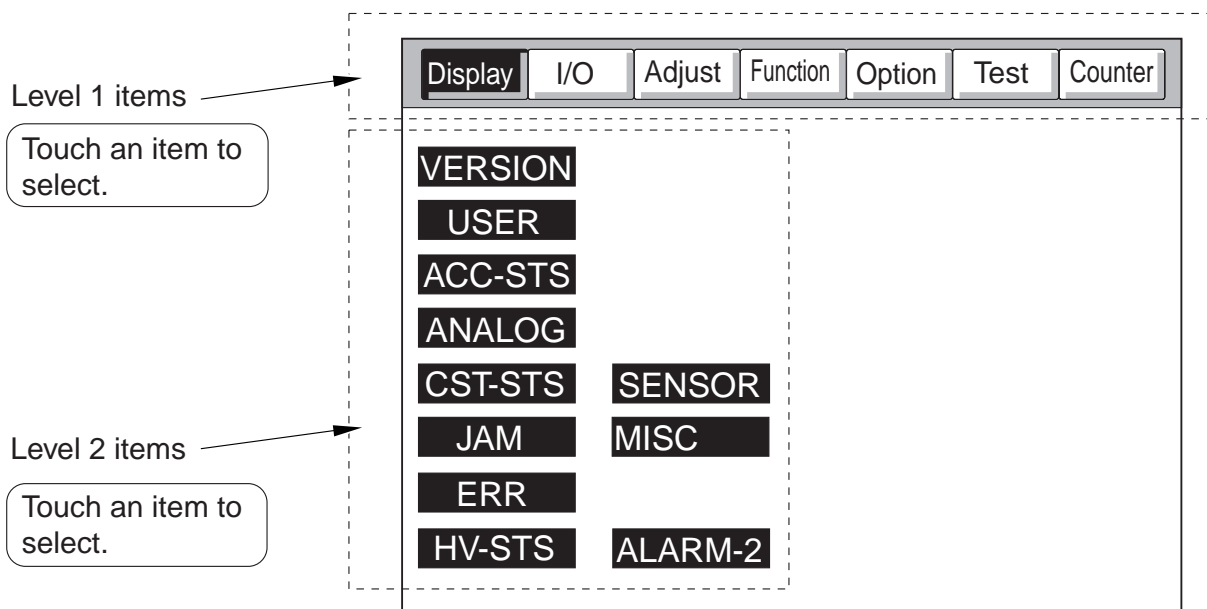 Display I/O Adjust Function Option Test Counter
Level 1 items
Touch an item to
select.
VERSION
USER
ACC-STS
ANALOG
CST-STS SENSOR
JAM MISC
Level 2 items
ERR
Touch an item to
select.
HV-STS ALARM-2